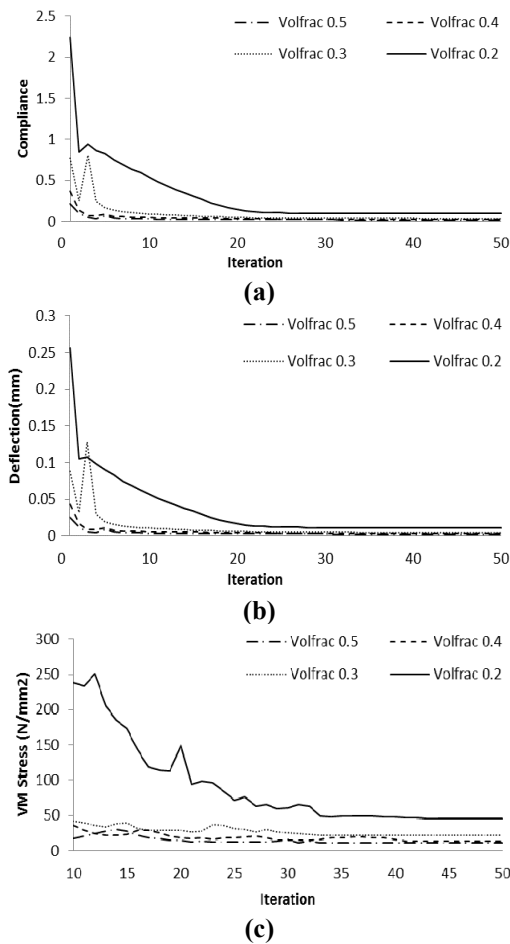 Compliance
2.5
2
1.5
1
0.5
0
Volfrac 0.5
Volfrac 0.4
Volfrac 0.3
Volfrac 0.2
0 10 20 30 40 50
Iteration
(a)
Deflection(mm)
0.3
0.25
0.2
0.15
0.1
0.05
0
Volfrac 0.5
Volfrac 0.4
Volfrac 0.3
Volfrac 0.2
0 10 20 30 40 50
Iteration
(b)
VM Stress (N/mm2)
300
250
200
150
100
50
0
Volfrac 0.5
Volfrac 0.4
Volfrac 0.3
Volfrac 0.2
10 15 20 25 30 35 40 45 50
Iteration
(c)